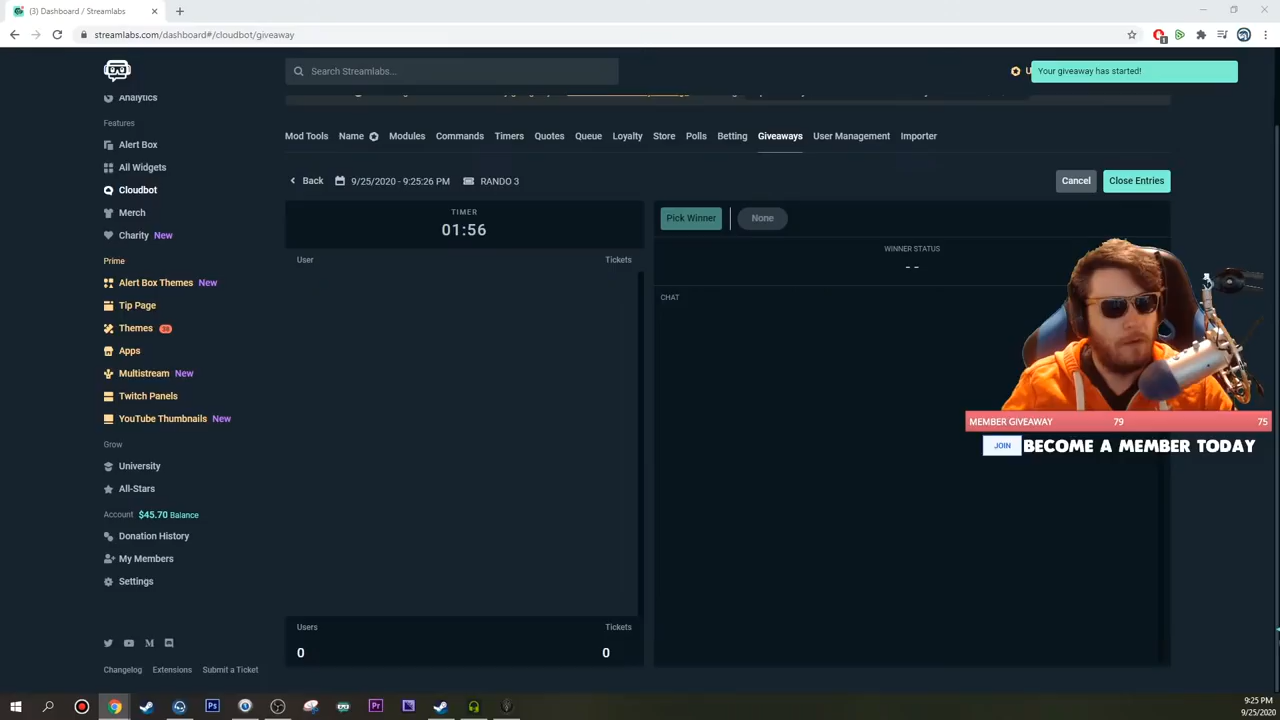 (3) Dashboard / Streamlabs
streamlabs.com/dashboard#/cloudbot/giveaway
1
Search Streamlabs...
U
Your giveaway has started!
Analytics
Features
Alert Box
All Widgets
Cloudbot
Merch
Charity New
Prime
Alert Box Themes New
Tip Page
Themes
Apps
Multistream New
Twitch Panels
YouTube Thumbnails New
Grow
University
All-Stars
Account $45.70 Balance
Donation History
My Members
Settings
Changelog Extensions Submit a Ticket
Mod Tools Name Modules Commands Timers Quotes Queue Loyalty Store Polls Betting Giveaways User Management Importer
Back 9/25/2020 - 9:25:26 PM RANDO 3
Cancel Close Entries
TIMER
01:56
User Tickets
Users Tickets
0 0
Pick Winner None
WINNER STATUS
- -
CHAT
MEMBER GIVEAWAY 79 75
JOIN BECOME A MEMBER TODAY
Ps
Pr
9:25 PM
9/25/2020